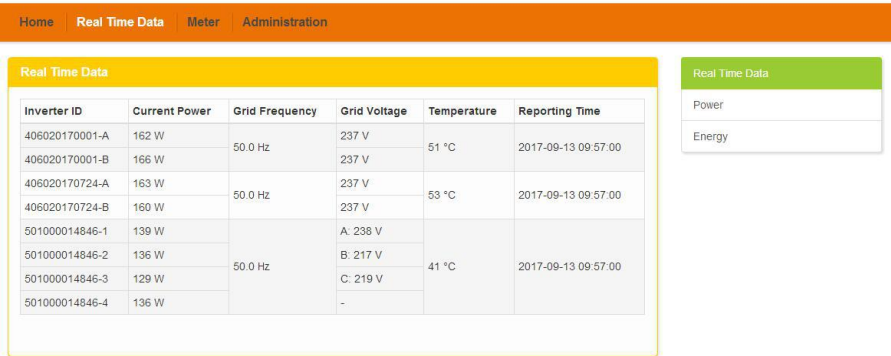 Home Real Time Data Meter Administration
Real Time Data
Inverter ID Current Power Grid Frequency Grid Voltage Temperature Reporting Time
406020170001-A 162 W 50.0 Hz 237 V 51 °C 2017-09-13 09:57:00
406020170001-B 166 W 237 V
406020170724-A 163 W 50.0 Hz 237 V 53 °C 2017-09-13 09:57:00
406020170724-B 160 W 237 V
501000014846-1 139 W 50.0 Hz A: 238 V 41 °C 2017-09-13 09:57:00
501000014846-2 136 W B: 217 V
501000014846-3 129 W C: 219 V
501000014846-4 136 W -
Real Time Data
Power
Energy